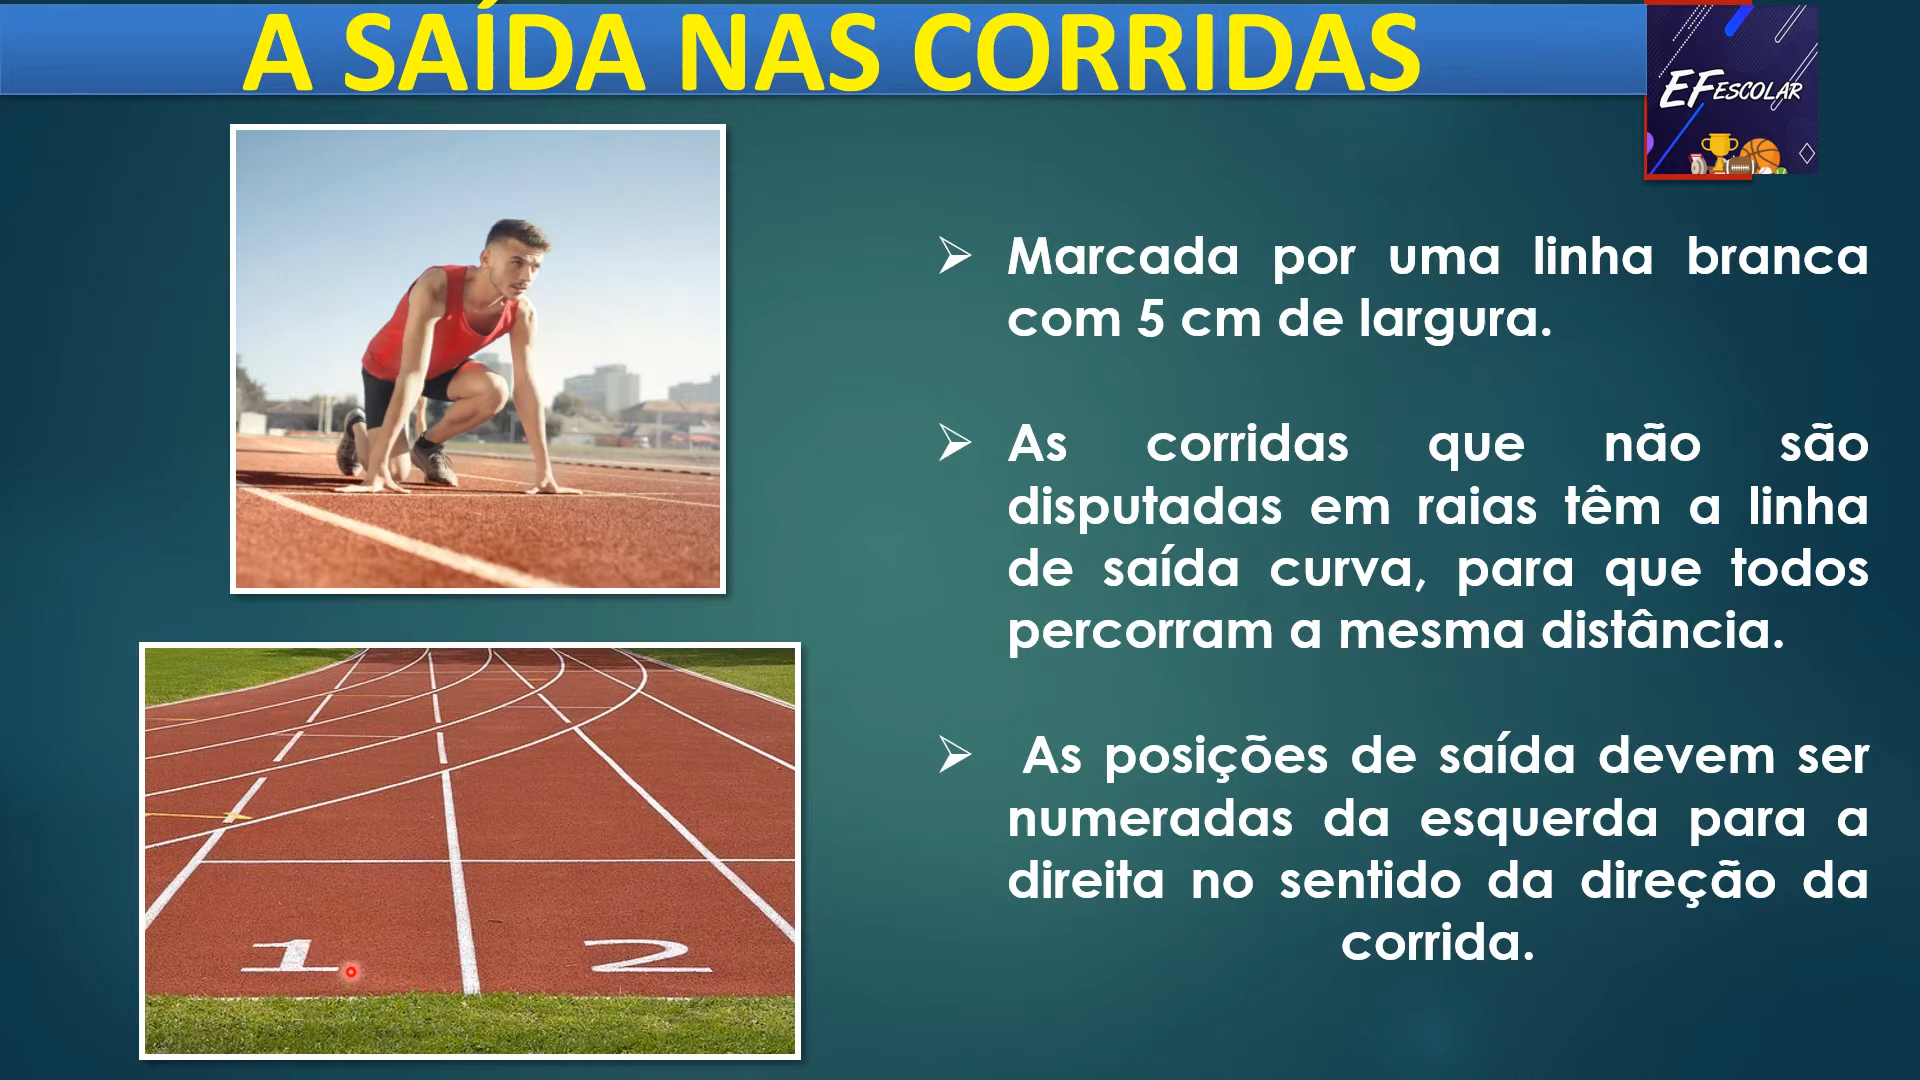 A SAÍDA NAS CORRIDAS
EF ESCOLAR
Marcada por uma linha branca
com 5 cm de largura.
As corridas que não são
disputadas em raias têm a linha
de saída curva, para que todos
percorram a mesma distância.
As posições de saída devem ser
numeradas da esquerda para a
direita no sentido da direção da
corrida.
1 2